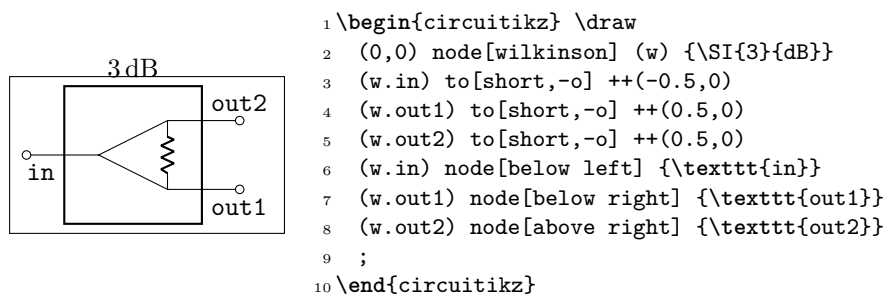 3 dB
out2
in
out1
1 \begin{circuitikz} \draw
2   (0,0) node[wilkinson] (w) {\SI{3}{dB}}
3   (w.in) to[short,-o] ++(-0.5,0)
4   (w.out1) to[short,-o] ++(0.5,0)
5   (w.out2) to[short,-o] ++(0.5,0)
6   (w.in) node[below left] {\texttt{in}}
7   (w.out1) node[below right] {\texttt{out1}}
8   (w.out2) node[above right] {\texttt{out2}}
9   ;
10 \end{circuitikz}